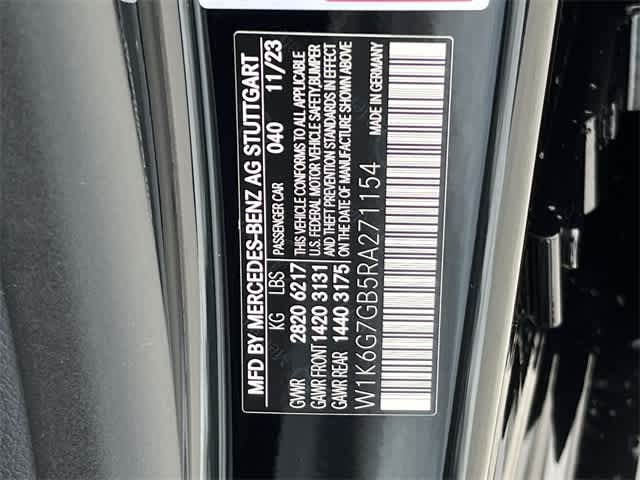 MFD BY MERCEDES-BENZ AG STUTTGART
PASSENGER CAR 040 11/23
KG LBS
GVWR 2820 6217
GAWR FRONT 1420 3131
GAWR REAR 1440 3175
THIS VEHICLE CONFORMS TO ALL APPLICABLE
U.S. FEDERAL MOTOR VEHICLE SAFETY,BUMPER
AND THEFT PREVENTION STANDARDS IN EFFECT
ON THE DATE OF MANUFACTURE SHOWN ABOVE
W1K6G7GB5RA271154
MADE IN GERMANY